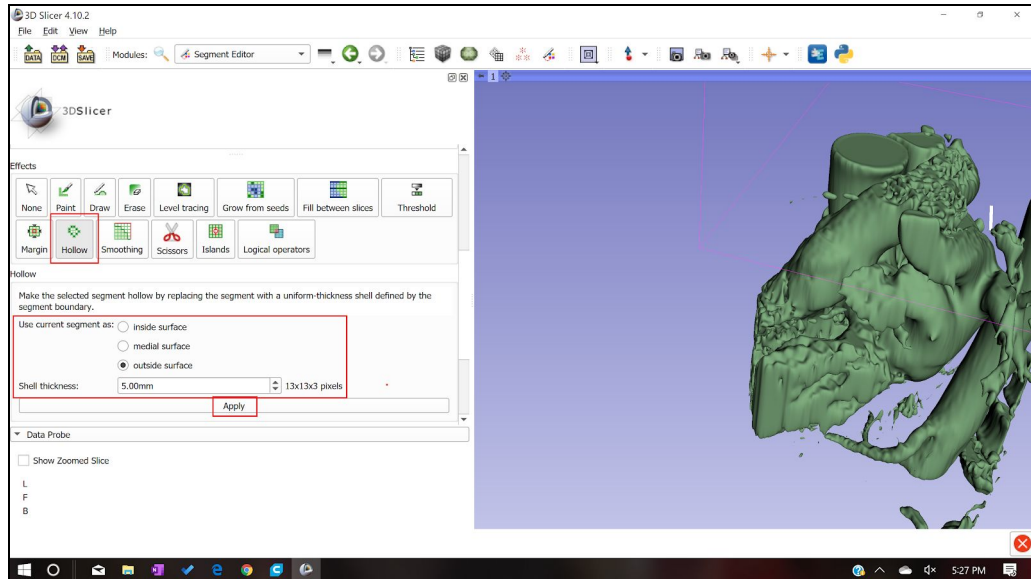 3D Slicer 4.10.2
File Edit View Help
DATA DCM SAVE Modules: Segment Editor
1
3DSlicer
Effects
None Paint Draw Erase Level tracing Grow from seeds Fill between slices Threshold
Margin Hollow Smoothing Scissors Islands Logical operators
Hollow
Make the selected segment hollow by replacing the segment with a uniform-thickness shell defined by the
segment boundary.
Use current segment as: inside surface
medial surface
outside surface
Shell thickness: 5.00mm 13x13x3 pixels
Apply
Data Probe
Show Zoomed Slice
L
F
B
5:27 PM